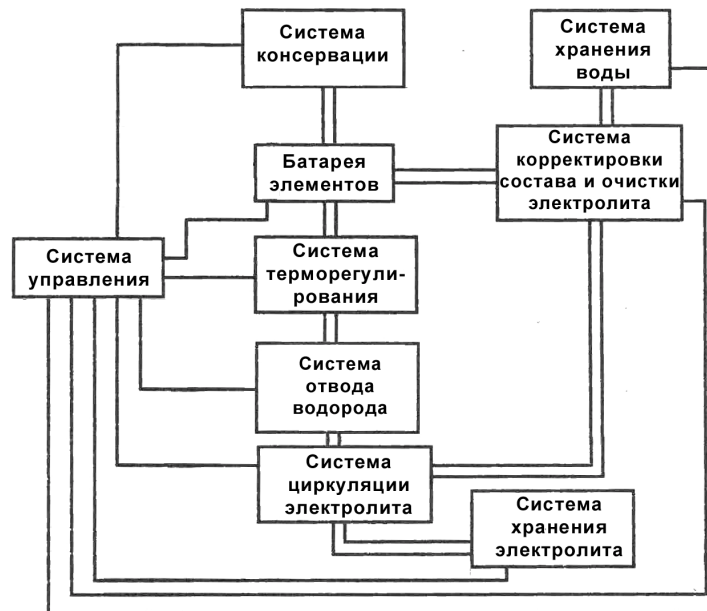 Система
консервации
Система
хранения
воды
Батарея
элементов
Система
корректировки
состава и очистки
электролита
Система
управления
Система
терморегули-
рования
Система
отвода
водорода
Система
циркуляции
электролита
Система
хранения
электролита